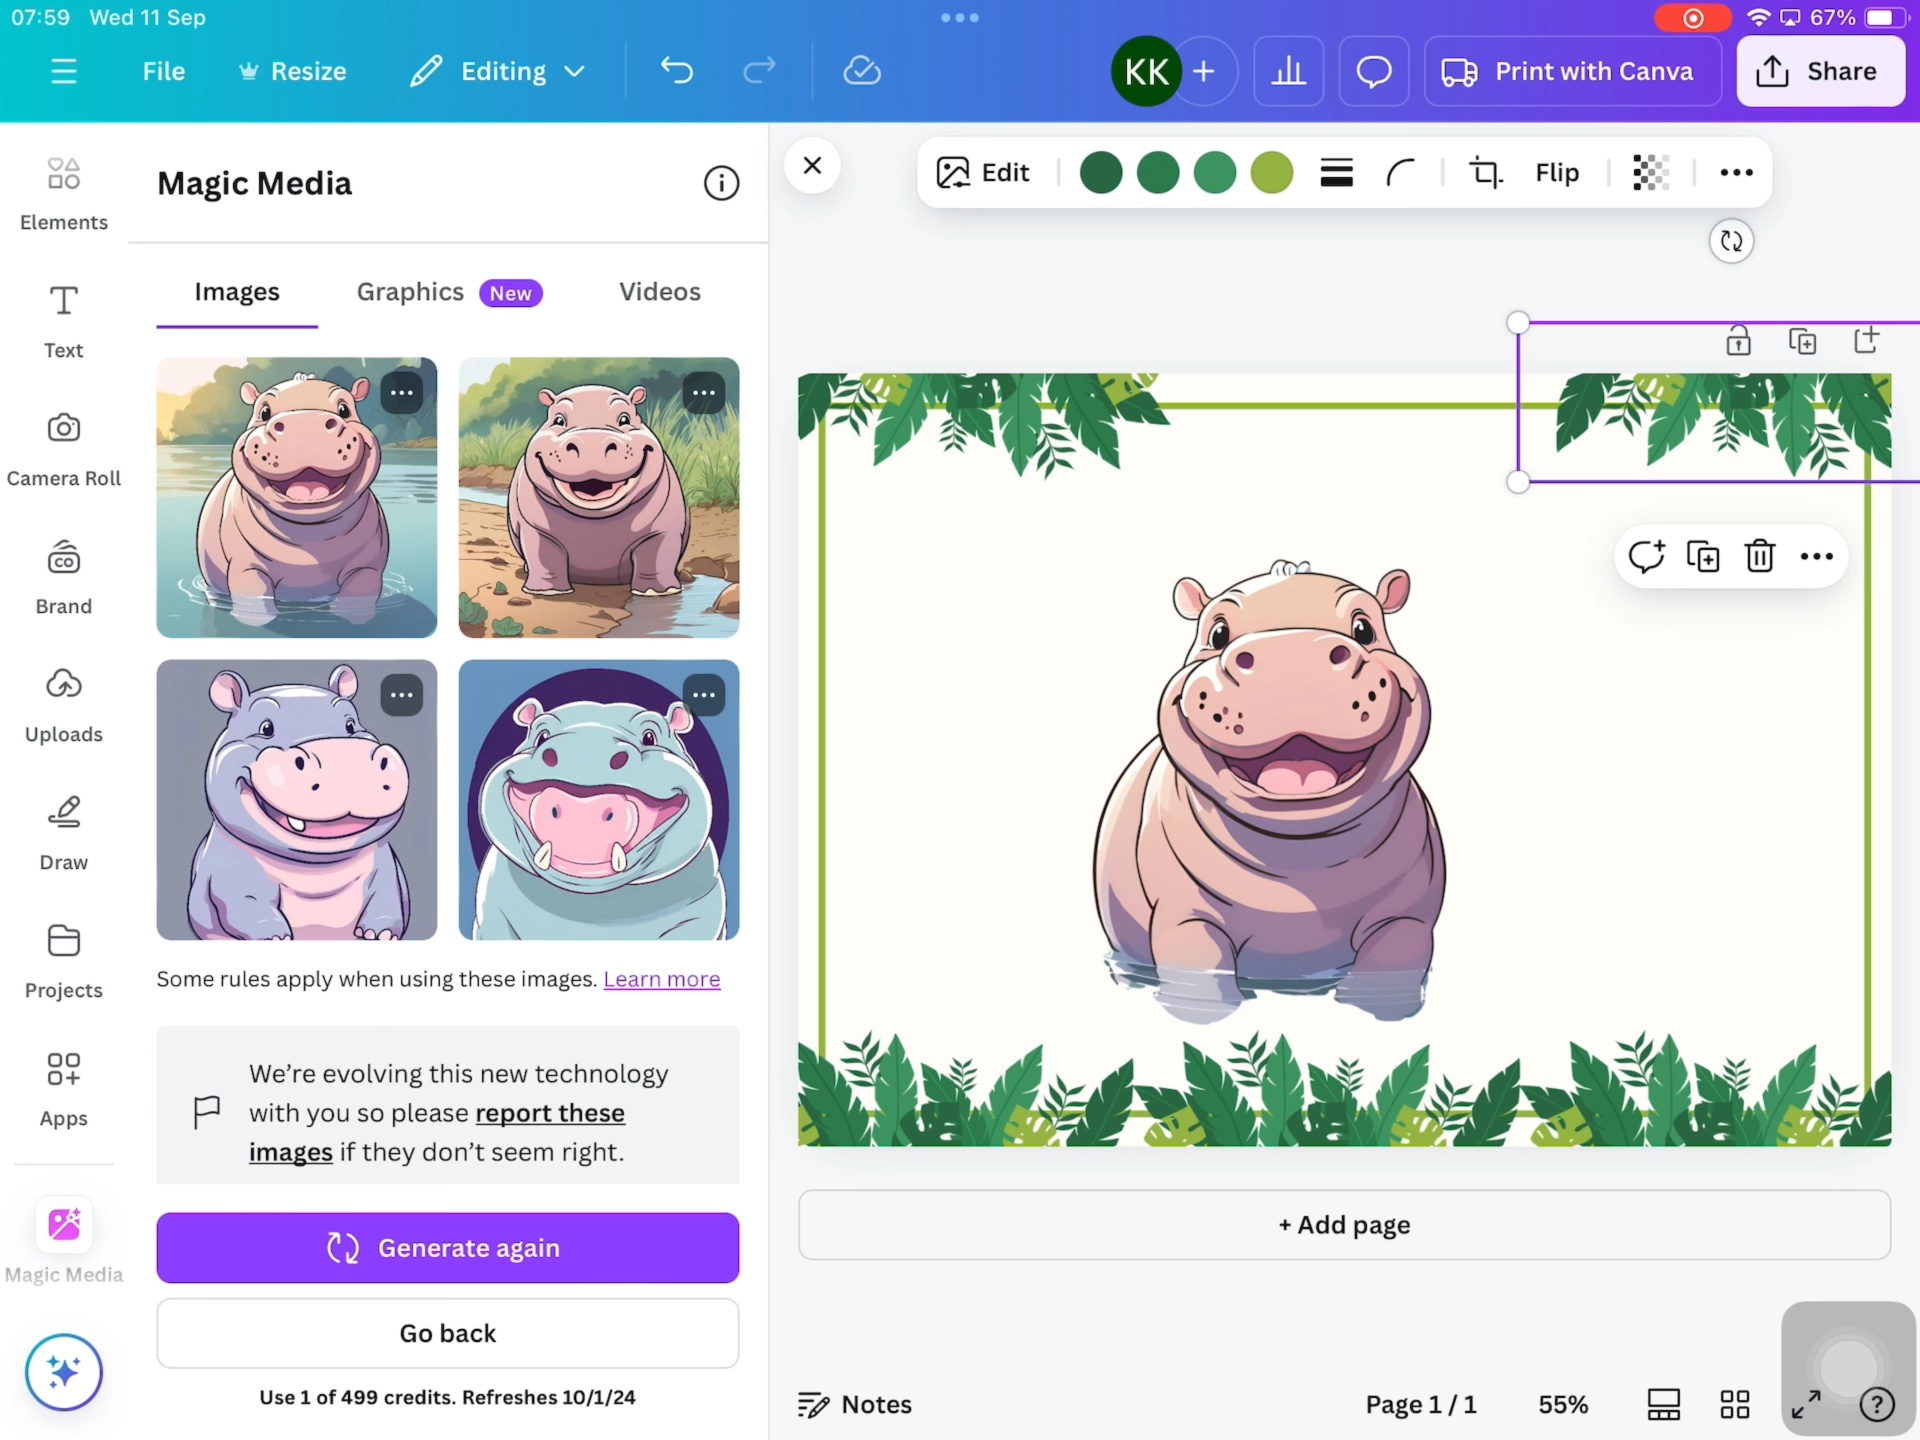 07:59 Wed 11 Sep
67%
File
Resize
Editing
KK
+
Print with Canva
Share
Elements
Text
Camera Roll
CO
Brand
Uploads
Draw
Projects
Apps
Magic Media
Magic Media
Images
Graphics New
Videos
Some rules apply when using these images. Learn more
We’re evolving this new technology
with you so please report these
images if they don’t seem right.
Generate again
Go back
Use 1 of 499 credits. Refreshes 10/1/24
Edit
Flip
+ Add page
Notes
Page 1 / 1
55%
?